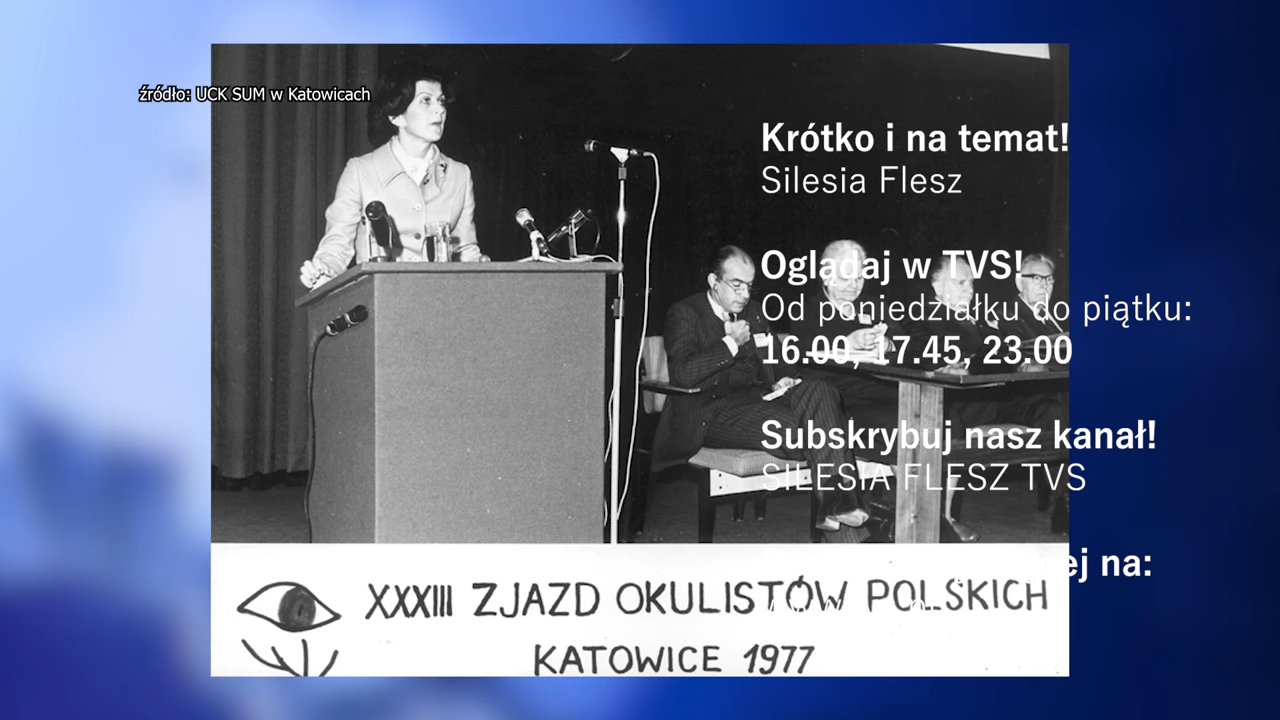 źródło: UCK SUM w Katowicach
Krótko i na temat!
Silesia Flesz
Oglądaj w TVS!
Od poniedziałku do piątku:
16.00, 17.45, 23.00
Subskrybuj nasz kanał!
SILESIA FLESZ TVS
na:
XXXIII ZJAZD OKULISTÓW POLSKICH
KATOWICE 1977